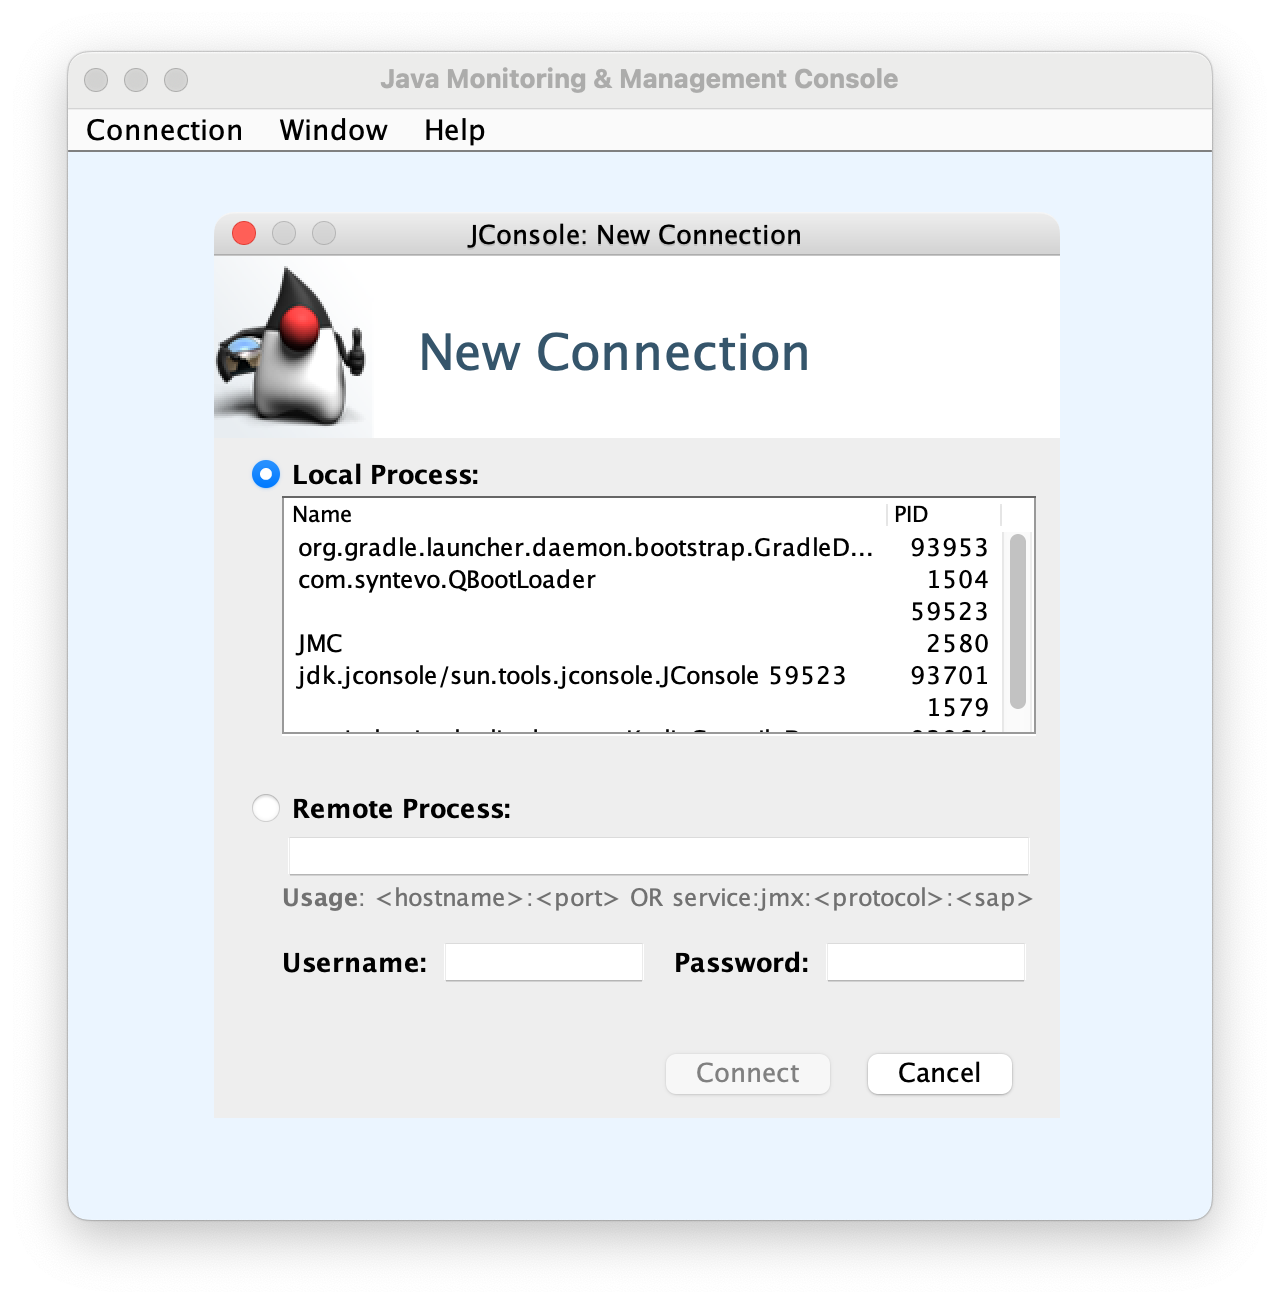 Java Monitoring & Management Console
Connection Window Help
JConsole: New Connection
New Connection
Local Process:
Name PID
org.gradle.launcher.daemon.bootstrap.GradleD... 93953
com.syntevo.QBootLoader 1504
59523
JMC 2580
jdk.jconsole/sun.tools.jconsole.JConsole 59523 93701
1579
Remote Process:
Usage: <hostname>:<port> OR service:jmx:<protocol>:<sap>
Username: Password:
Connect Cancel